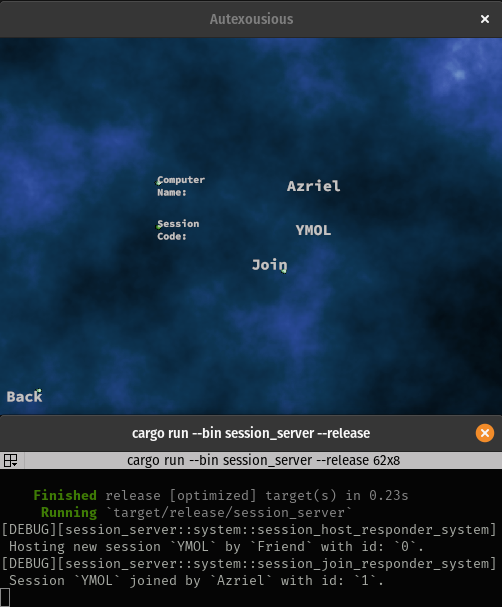 Autexousious
Computer
Name:
Azriel
Session
Code:
YMOL
Join
Back
cargo run --bin session_server --release
cargo run --bin session_server --release 62x8
Finished release [optimized] target(s) in 0.23s
Running `target/release/session_server`
[DEBUG][session_server::system::session_host_responder_system]
Hosting new session `YMOL` by `Friend` with id: `0`.
[DEBUG][session_server::system::session_join_responder_system]
Session `YMOL` joined by `Azriel` with id: `1`.